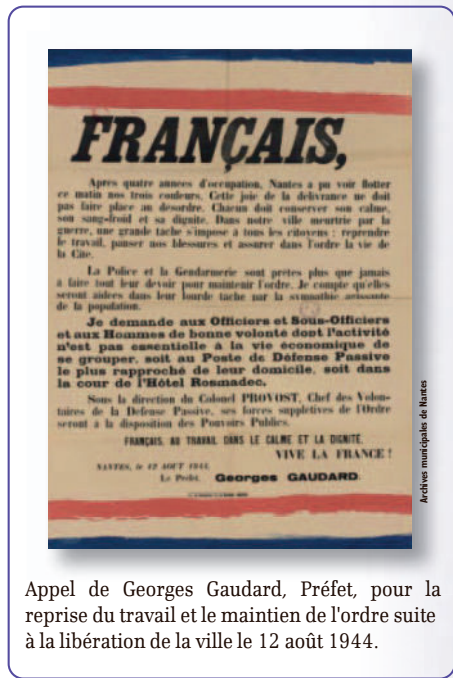 FRANÇAIS,
Après quatre années d'occupation, Nantes a pu voir flotter
ce matin nos trois couleurs. Cette joie de la délivrance ne doit
pas faire place au désordre. Chacun doit conserver son calme,
son sang-froid et sa dignité. Dans notre ville meurtrie par la
guerre, une grande tâche s'impose à tous les citoyens : reprendre
le travail, panser nos blessures et assurer dans l'ordre la vie de
la Cité.
La Police et la Gendarmerie sont prêtes plus que jamais
à faire tout leur devoir pour maintenir l'ordre. Je compte qu'elles
seront aidées dans leur lourde tâche par la sympathie agissante
de la population.
Je demande aux Officiers et Sous-Officiers
et aux Hommes de bonne volonté dont l'activité
n'est pas essentielle à la vie économique de
se grouper, soit au Poste de Défense Passive
le plus rapproché de leur domicile, soit dans
la cour de l'Hôtel Rosmadec.
Sous la direction du Colonel PROVOST, Chef des Volon-
taires de la Défense Passive, ses forces supplétives de l'Ordre
seront à la disposition des Pouvoirs Publics.
FRANÇAIS, AU TRAVAIL DANS LE CALME ET LA DIGNITÉ.
VIVE LA FRANCE !
NANTES, le 12 AOUT 1944.
Le Préfet, Georges GAUDARD.
Archives municipales de Nantes
Appel de Georges Gaudard, Préfet, pour la
reprise du travail et le maintien de l'ordre suite
à la libération de la ville le 12 août 1944.